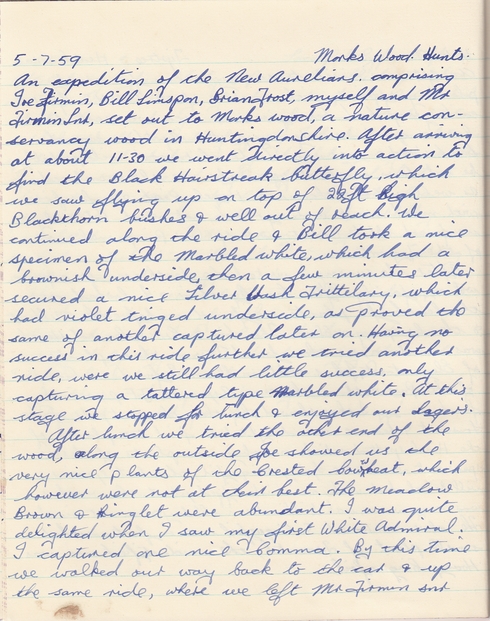 5-7-59 Monks Wood. Hunts.
An expedition of the New Aurelians. comprising
Joe Firmin, Bill Simspon, Brian Frost, myself and Mr
Firmin Snr, set out to Monks wood, a nature con-
servancy wood in Huntingdonshire. After arriving
at about 11-30 we went directly into action to
find the Black Hairstreak butterfly, which
we saw flying up on top of 22ft high
Blackthorn bushes & well out of reach. We
continued along the ride & Bill took a nice
specimen of the Marbled white, which had a
brownish underside, then a few minutes later
secured a nice Silver Wash Frittilary, which
had violet tinged underside, as proved the
same of another captured later on. Having no
success in this ride further we tried another
ride, were we still had little success, only
capturing a tattered type Marbled white. At this
stage we stopped for lunch & enjoyed our lagers.
After lunch we tried the other end of the
wood, along the outside Joe showed us the
very nice plants of the Crested Cowheat, which
however were not at their best. The Meadow
Brown & Ringlet were abundant. I was quite
delighted when I saw my first White Admiral.
I captured one nice Comma. By this time
we walked our way back to the car & up
the same ride, where we left Mr Firmin snr